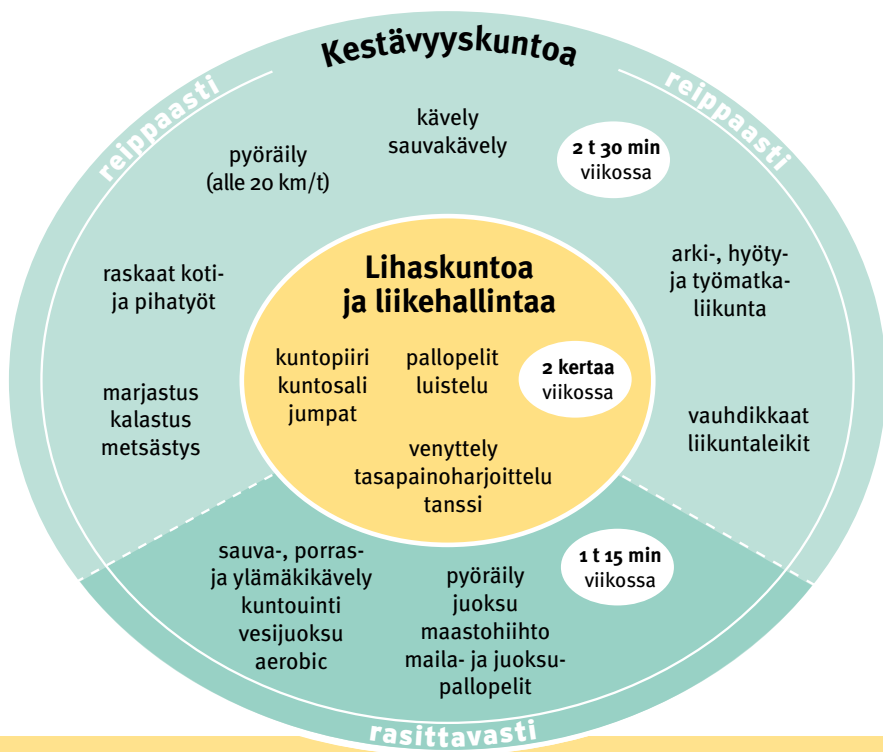 Kestävyyskuntoa
reippaasti
reippaasti
kävely
sauvakävely
2 t 30 min
viikossa
pyöräily
(alle 20 km/t)
raskaat koti-
ja pihatyöt
arki-, hyöty-
ja työmatka-
liikunta
marjastus
kalastus
metsästys
vauhdikkaat
liikuntaleikit
Lihaskuntoa
ja liikehallintaa
kuntopiiri
kuntosali
jumpat
pallopelit
luistelu
2 kertaa
viikossa
venyttely
tasapainoharjoittelu
tanssi
sauva-, porras-
ja ylämäkikävely
kuntouinti
vesijuoksu
aerobic
pyöräily
juoksu
maastohiihto
maila- ja juoksu-
pallopelit
1 t 15 min
viikossa
rasittavasti